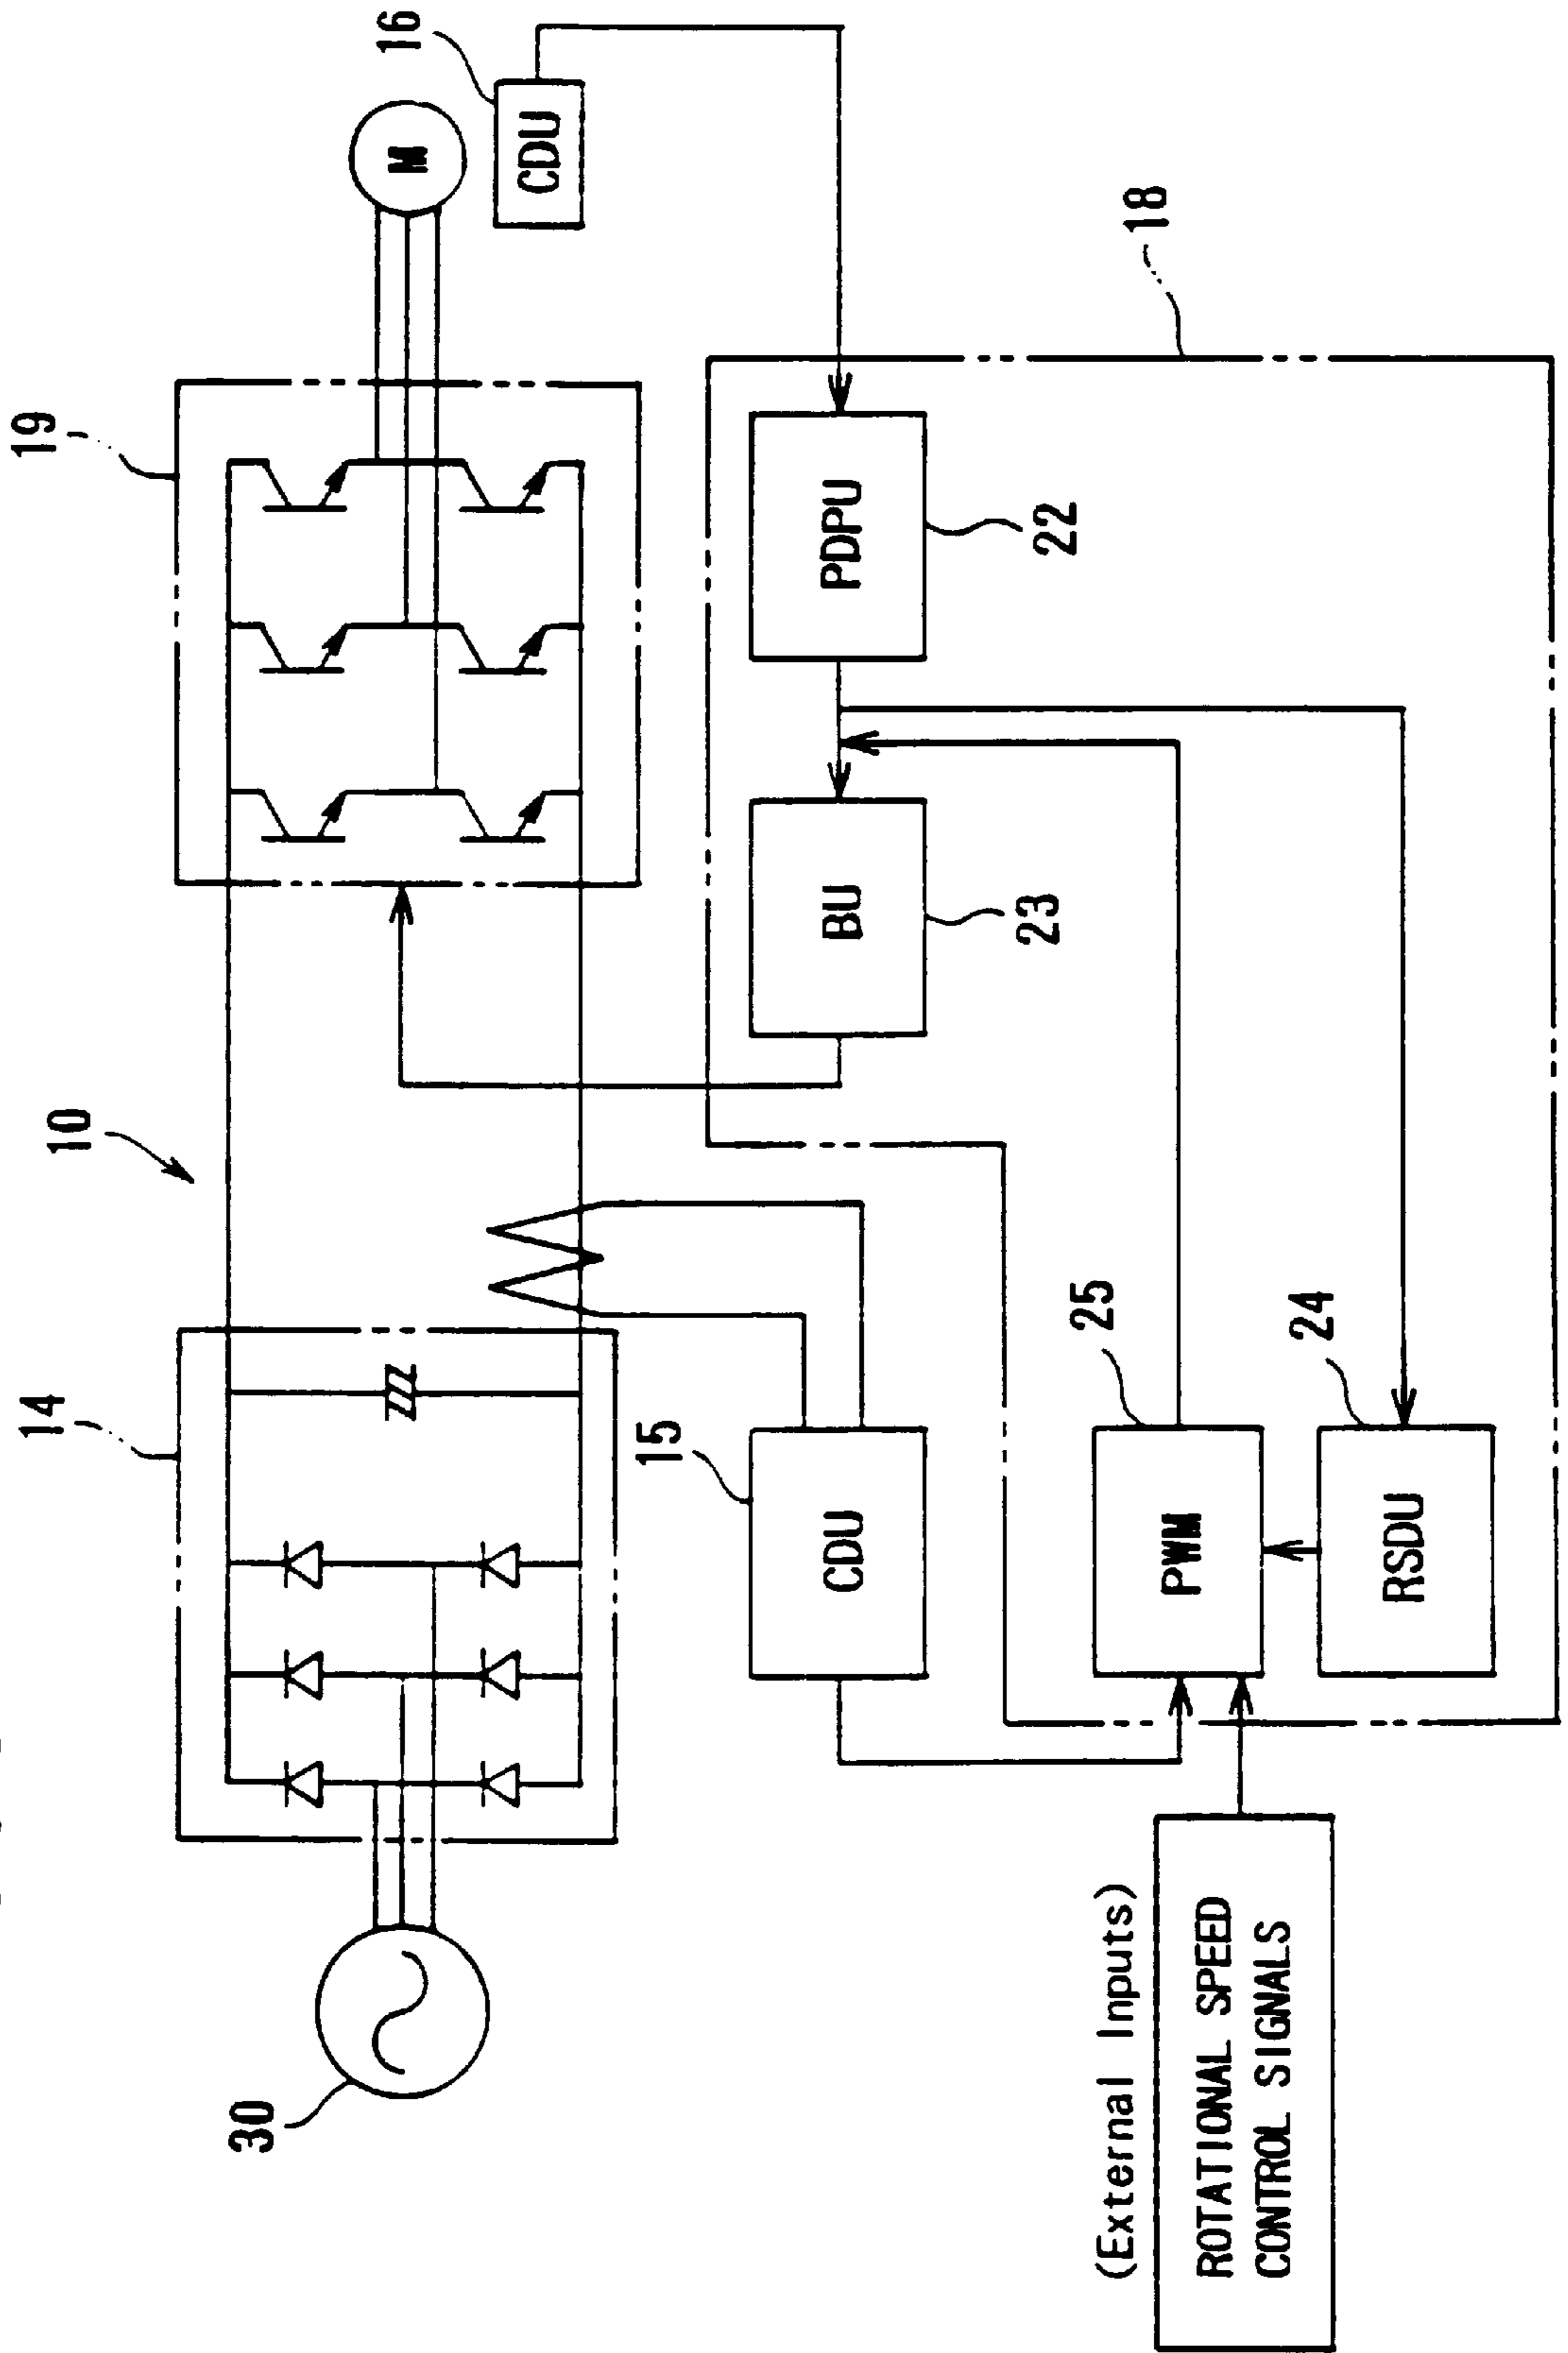 10
14
19
30
M
16
CDU
15
CDU
18
BU
23
PDPU
22
25
PWM
24
RSDU
(External Inputs)
ROTATIONAL SPEED
CONTROL SIGNALS